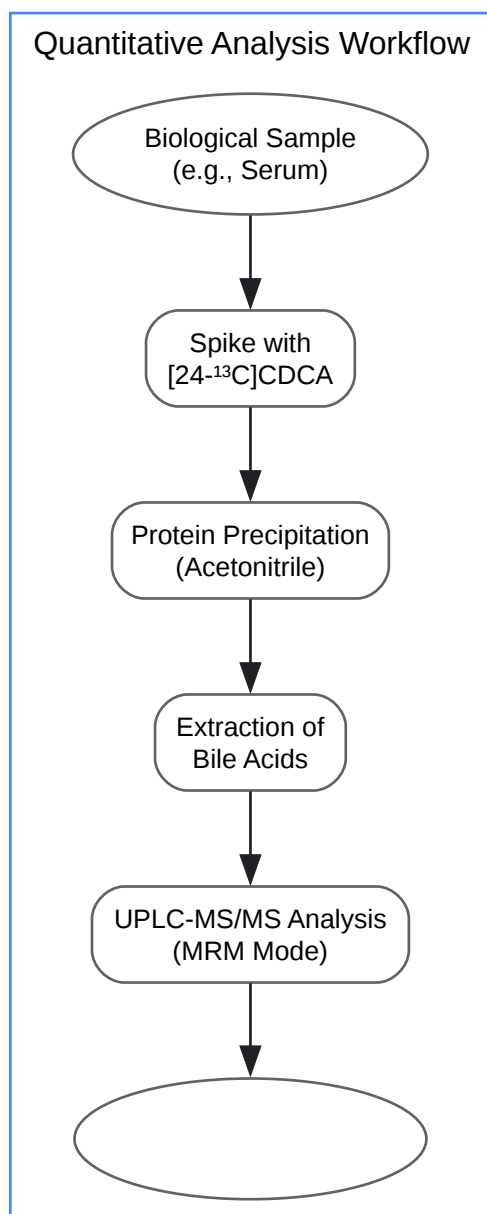 Quantitative Analysis Workflow
Biological Sample
(e.g., Serum)
Spike with
[24-¹³C]CDCA
Protein Precipitation
(Acetonitrile)
Extraction of
Bile Acids
UPLC-MS/MS Analysis
(MRM Mode)